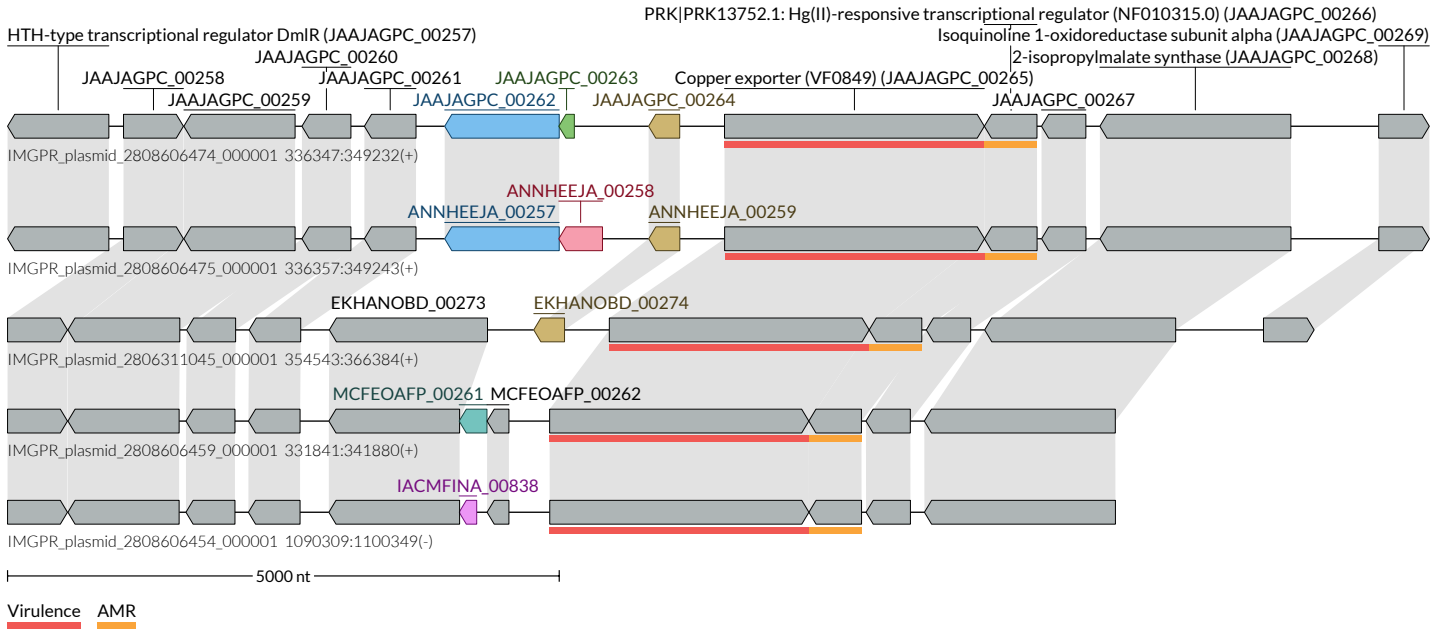 PRK|PRK13752.1: Hg(II)-responsive transcriptional regulator (NF010315.0) (JAAJAGPC_00266)
HTH-type transcriptional regulator DmlR (JAAJAGPC_00257)
Isoquinoline 1-oxidoreductase subunit alpha (JAAJAGPC_00269)
JAAJAGPC_00260
2-isopropylmalate synthase (JAAJAGPC_00268)
JAAJAGPC_00258
JAAJAGPC_00261
JAAJAGPC_00263
Copper exporter (VF0849) (JAAJAGPC_00265)
JAAJAGPC_00259
JAAJAGPC_00262
JAAJAGPC_00264
JAAJAGPC_00267
IMGPR_plasmid_2808606474_000001 336347:349232(+)
ANNHEEJA_00258
ANNHEEJA_00257
ANNHEEJA_00259
IMGPR_plasmid_2808606475_000001 336357:349243(+)
EKHANOBD_00273
EKHANOBD_00274
IMGPR_plasmid_2806311045_000001 354543:366384(+)
MCFEOAFP_00261
MCFEOAFP_00262
IMGPR_plasmid_2808606459_000001 331841:341880(+)
IACMFINA_00838
IMGPR_plasmid_2808606454_000001 1090309:1100349(-)
5000 nt
Virulence
AMR